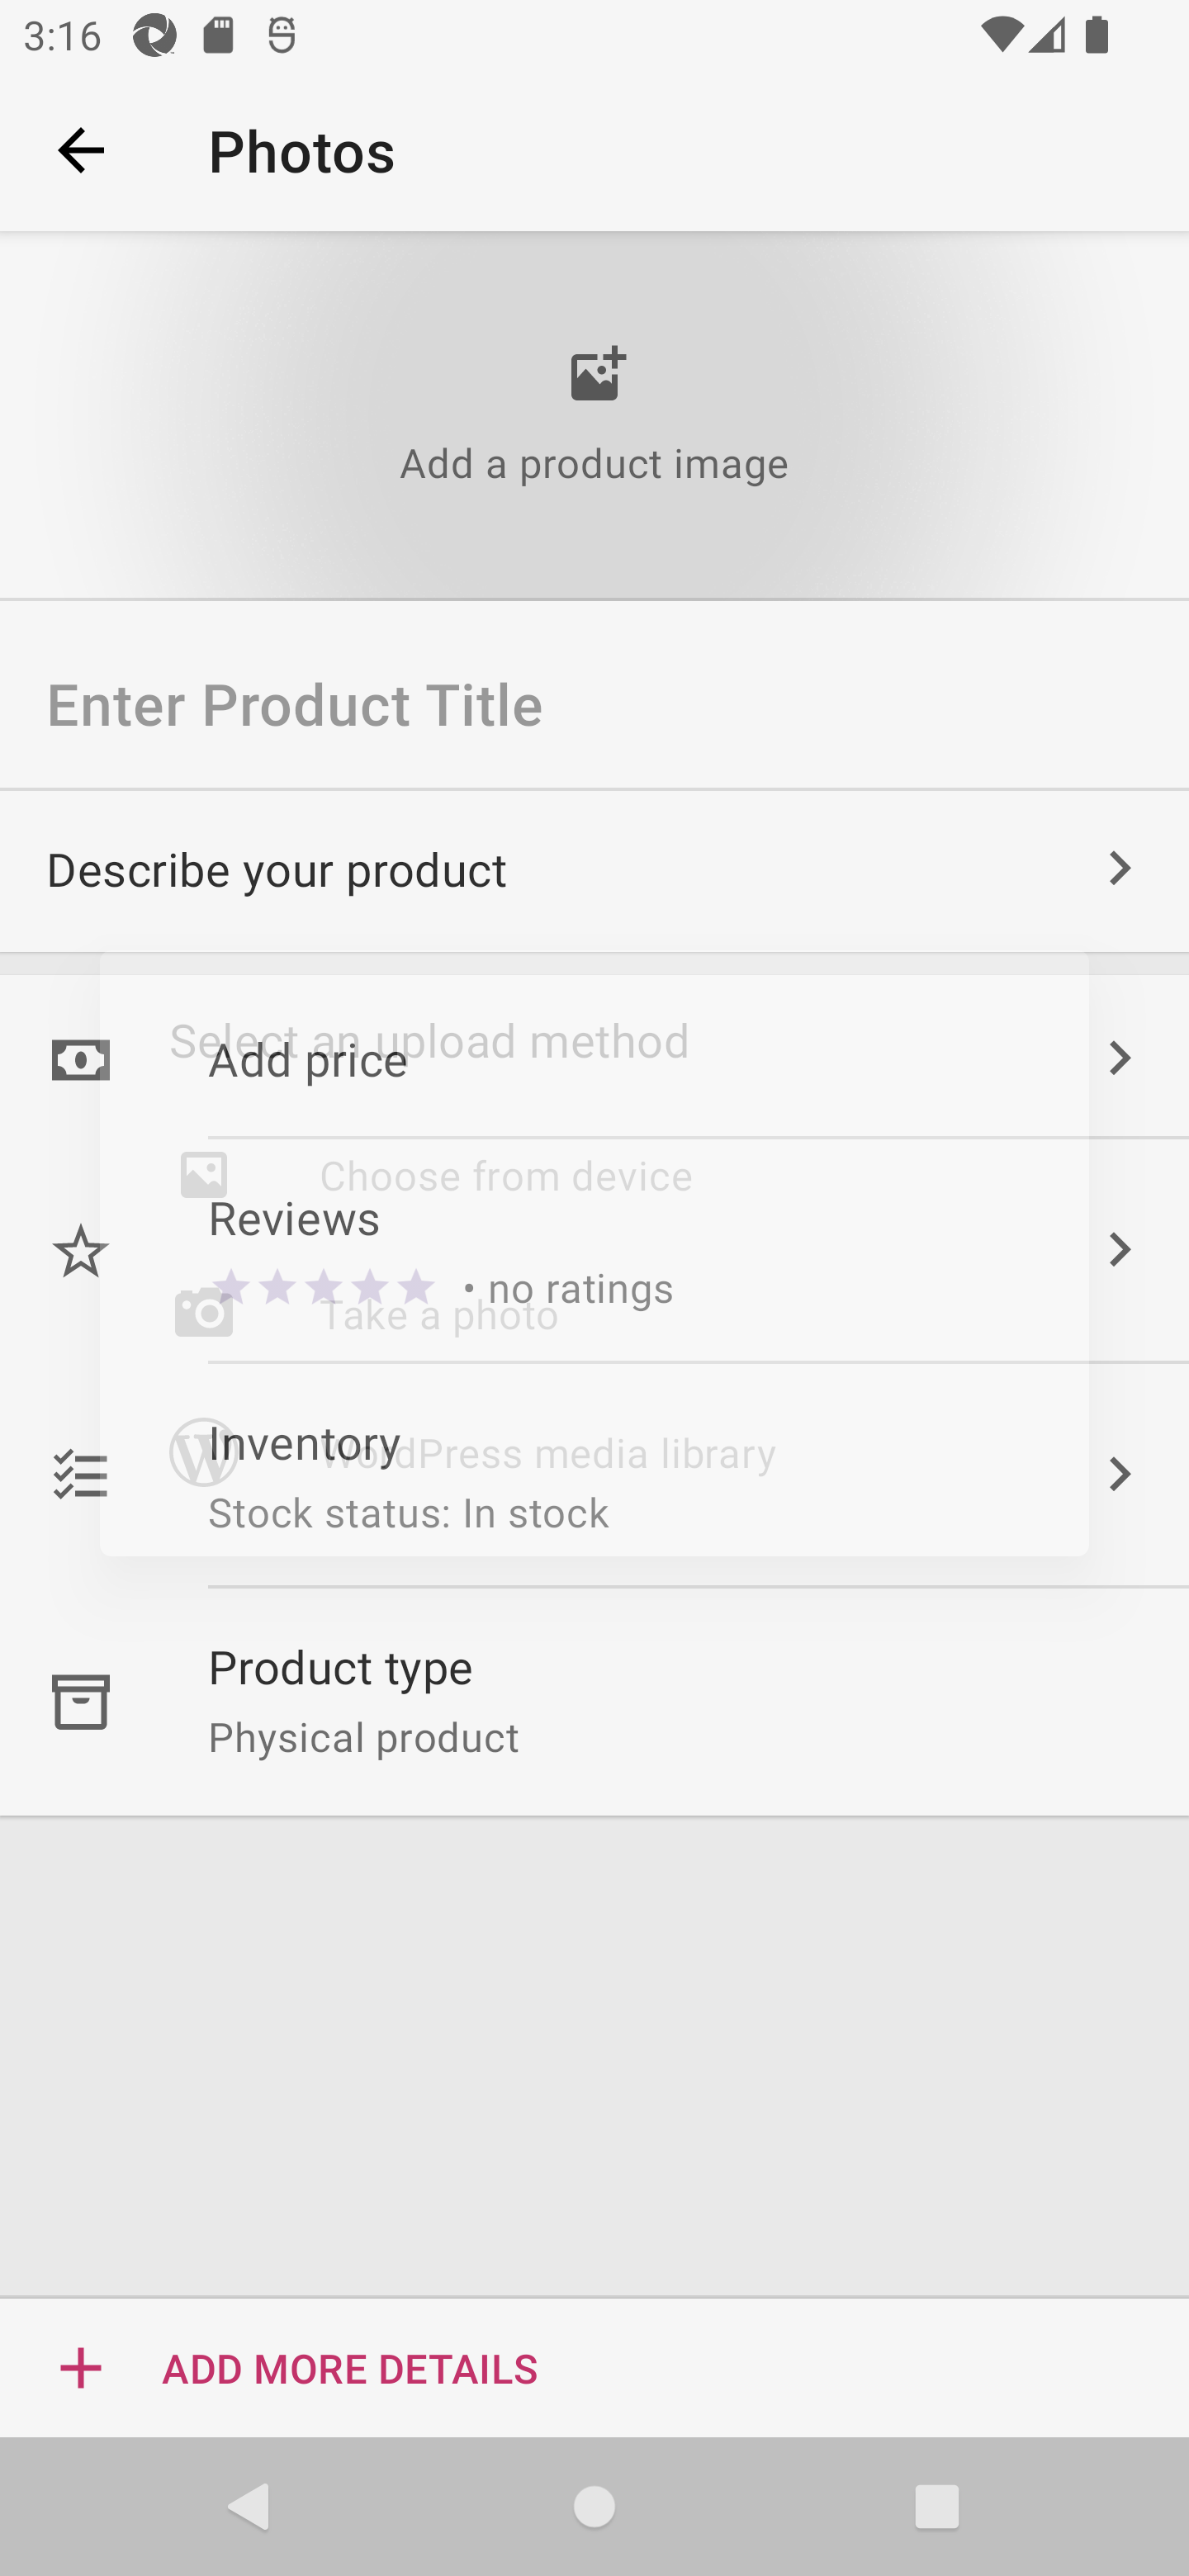 3:16
Photos
Add a product image
Enter Product Title
Describe your product
Select an upload method
Add price
Choose from device
Reviews
• no ratings
Take a photo
Inventory
WordPress media library
Stock status: In stock
Product type
Physical product
ADD MORE DETAILS